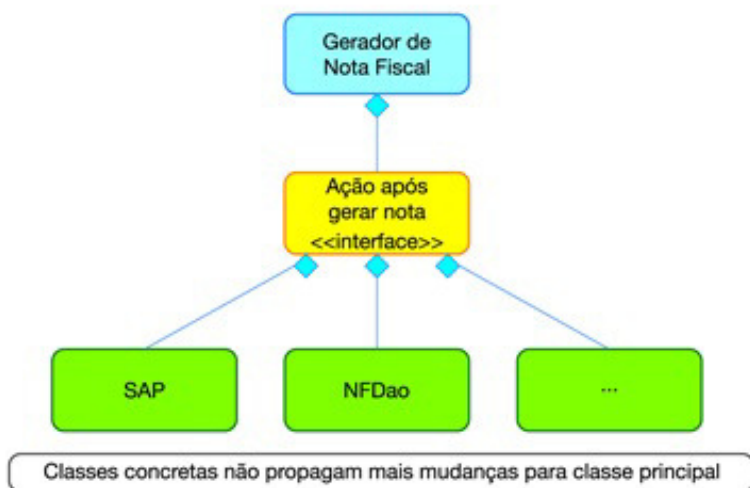 Gerador de
Nota Fiscal
Ação após
gerar nota
<<interface>>
SAP
NFDao
...
Classes concretas não propagam mais mudanças para classe principal